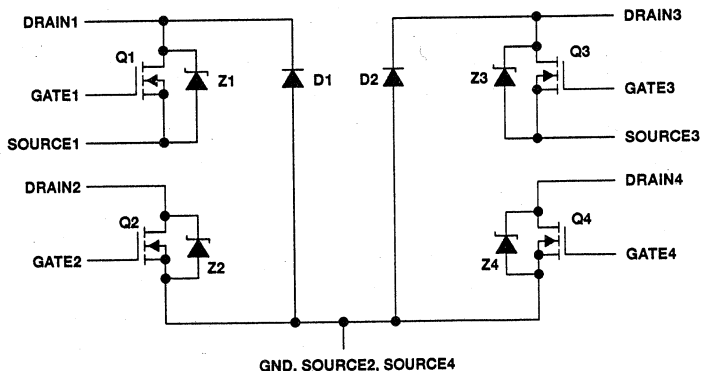 DRAIN1
DRAIN3
Q1
Q3
Z1
D1
D2
Z3
GATE1
GATE3
SOURCE1
SOURCE3
DRAIN2
DRAIN4
Q2
Q4
Z2
Z4
GATE2
GATE4
GND, SOURCE2, SOURCE4